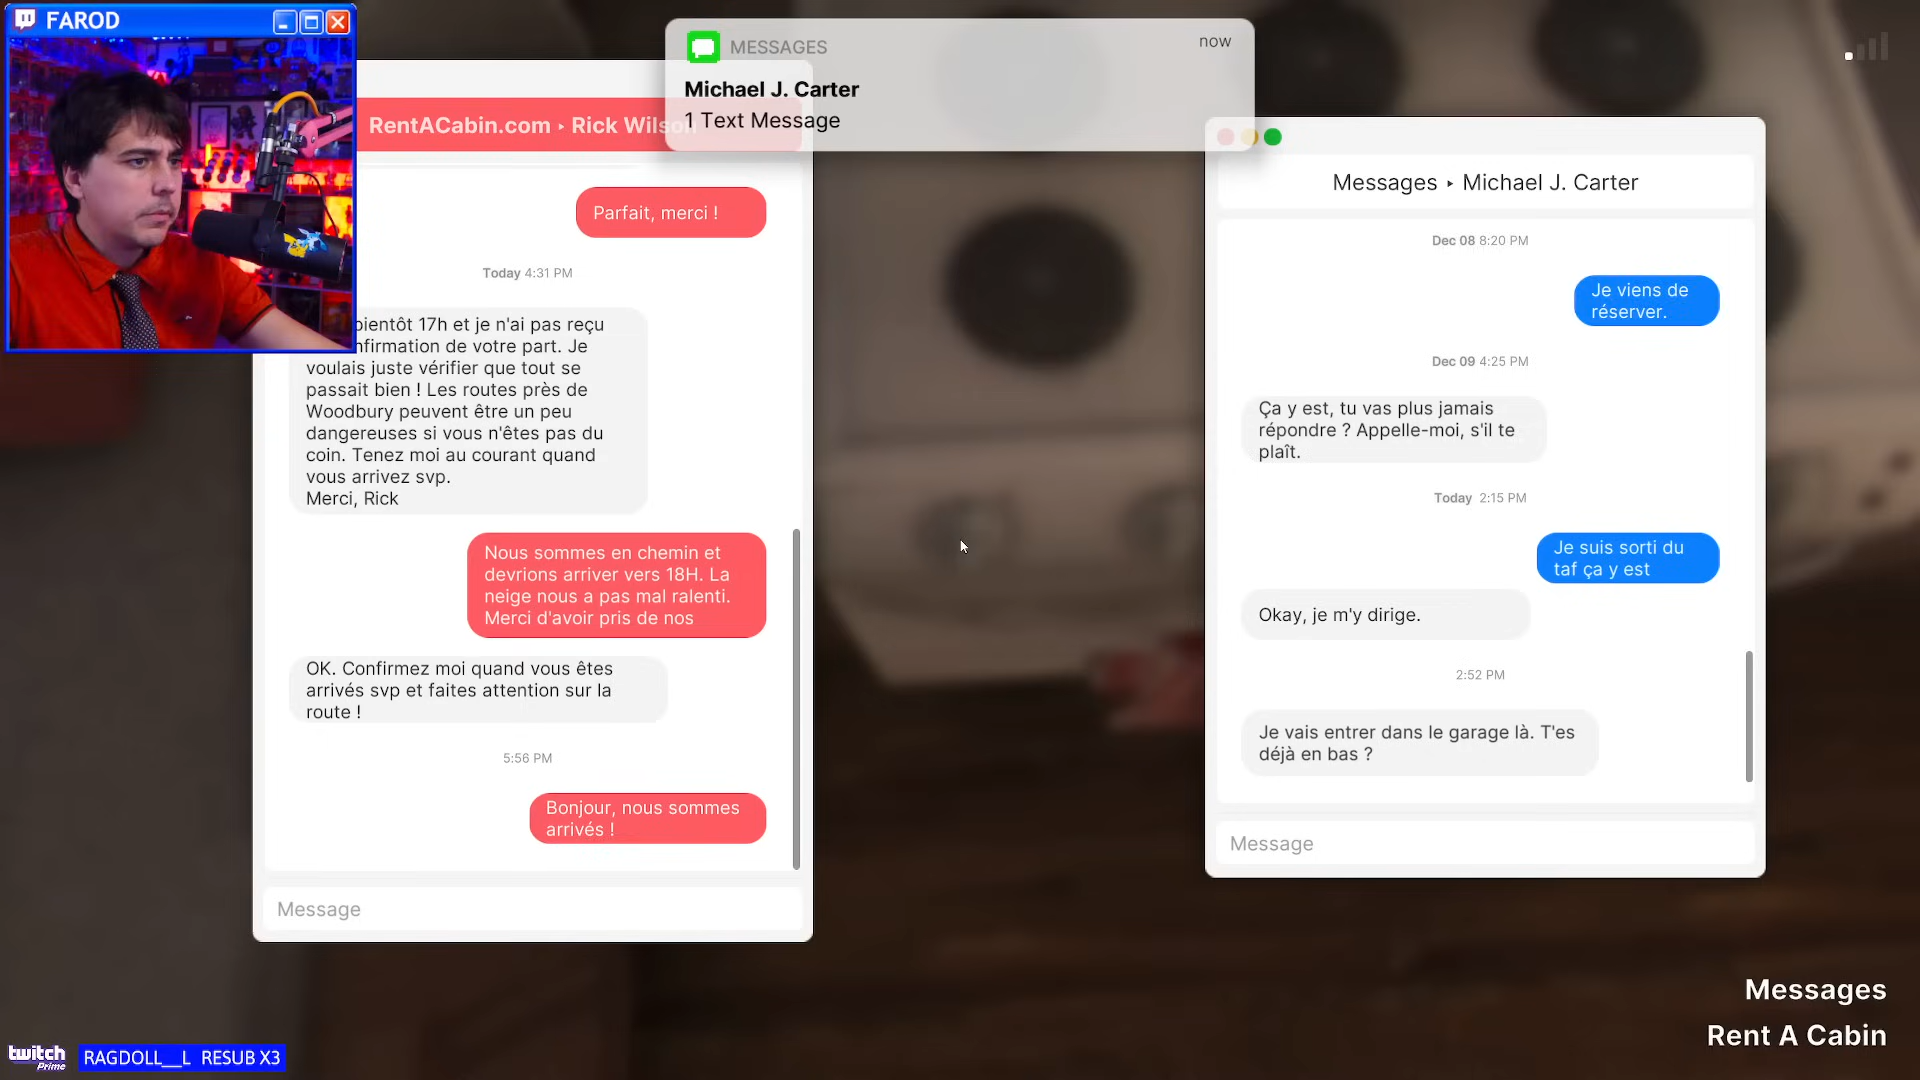 FAROD
MESSAGES
now
Michael J. Carter
1 Text Message
RentACabin.com ‣ Rick Wilson
Parfait, merci !
Today 4:31 PM
bientôt 17h et je n'ai pas reçu
nfirmation de votre part. Je
voulais juste vérifier que tout se
passait bien ! Les routes près de
Woodbury peuvent être un peu
dangereuses si vous n'êtes pas du
coin. Tenez moi au courant quand
vous arrivez svp.
Merci, Rick
Nous sommes en chemin et
devrions arriver vers 18H. La
neige nous a pas mal ralenti.
Merci d'avoir pris de nos
OK. Confirmez moi quand vous êtes
arrivés svp et faites attention sur la
route !
5:56 PM
Bonjour, nous sommes
arrivés !
Message
Messages ‣ Michael J. Carter
Dec 08 8:20 PM
Je viens de
réserver.
Dec 09 4:25 PM
Ça y est, tu vas plus jamais
répondre ? Appelle-moi, s'il te
plaît.
Today 2:15 PM
Je suis sorti du
taf ça y est
Okay, je m'y dirige.
2:52 PM
Je vais entrer dans le garage là. T'es
déjà en bas ?
Message
Messages
Rent A Cabin
twitch
Prime
RAGDOLL__L RESUB X3